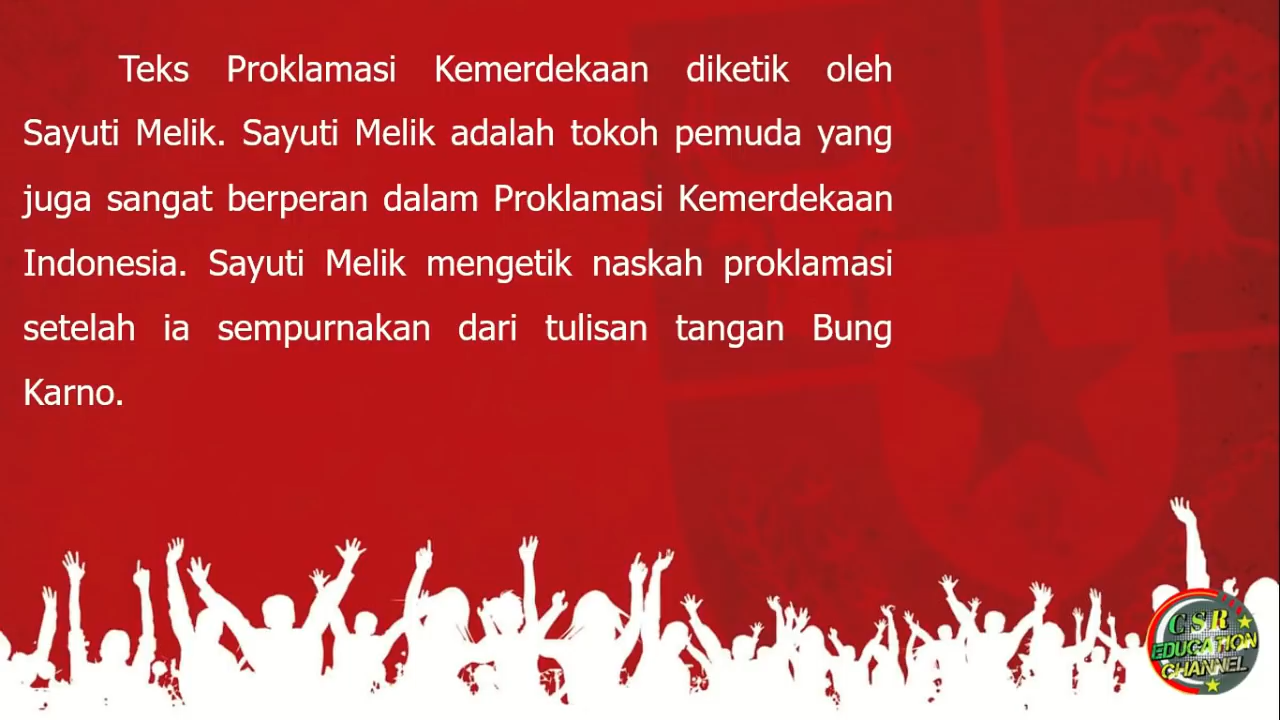 Teks Proklamasi Kemerdekaan diketik oleh
Sayuti Melik. Sayuti Melik adalah tokoh pemuda yang
juga sangat berperan dalam Proklamasi Kemerdekaan
Indonesia. Sayuti Melik mengetik naskah proklamasi
setelah ia sempurnakan dari tulisan tangan Bung
Karno.
CSR
EDUCATION
CHANNEL